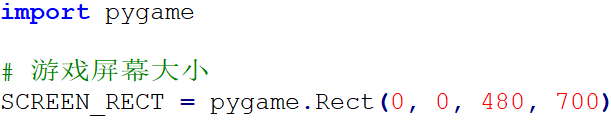 import pygame
# 游戏屏幕大小
SCREEN_RECT = pygame.Rect(0, 0, 480, 700)